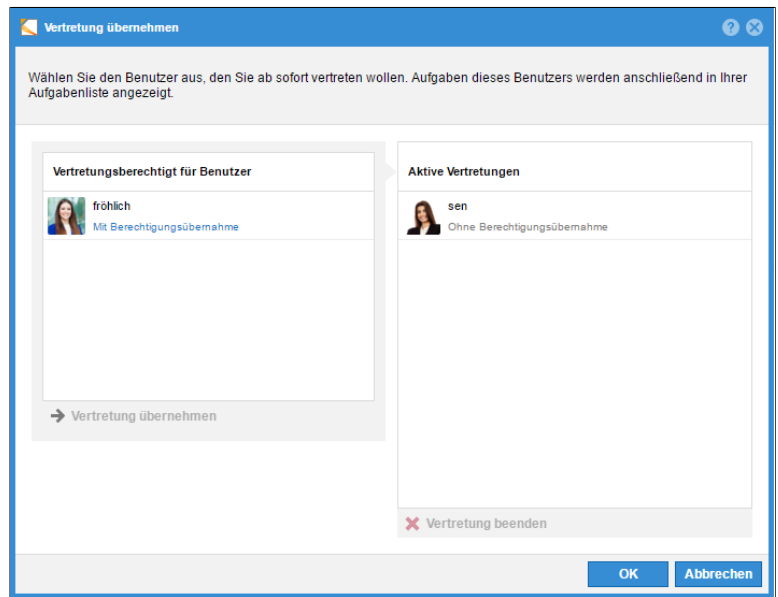 Vertretung übernehmen
Wählen Sie den Benutzer aus, den Sie ab sofort vertreten wollen. Aufgaben dieses Benutzers werden anschließend in Ihrer
Aufgabenliste angezeigt.
Vertretungsberechtigt für Benutzer
fröhlich
Mit Berechtigungsübernahme
Vertretung übernehmen
Aktive Vertretungen
sen
Ohne Berechtigungsübernahme
Vertretung beenden
OK
Abbrechen